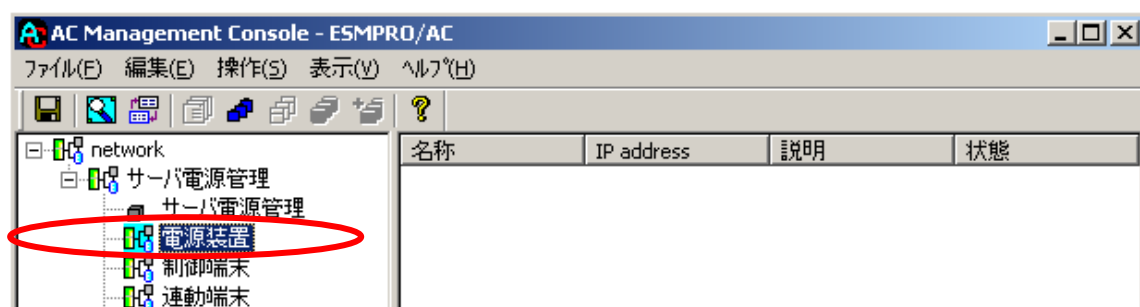 AC Management Console - ESMPRO/AC
ファイル(F) 編集(E) 操作(S) 表示(V) ヘルプ(H)
network
サーバ電源管理
サーバ電源管理
電源装置
制御端末
連動端末
名称 IP address 説明 状態